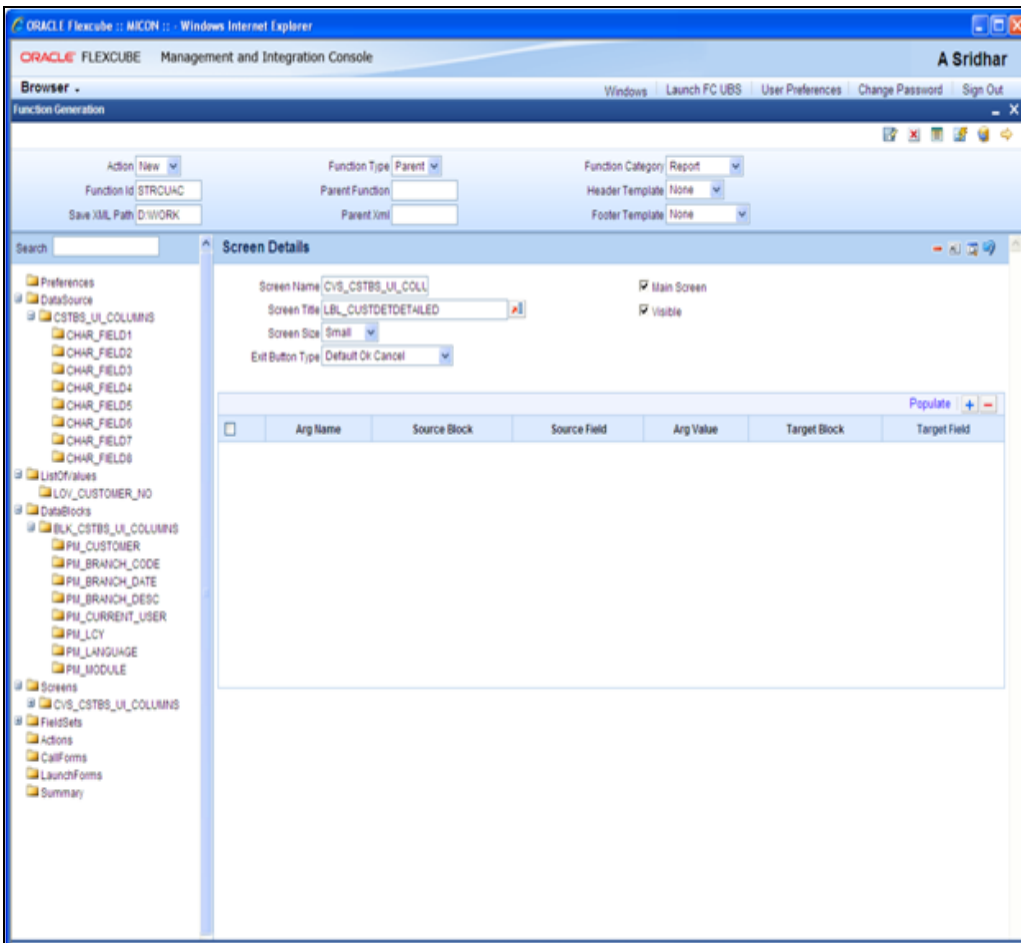 ORACLE Flexcube :: MICON :: - Windows Internet Explorer
ORACLE FLEXCUBE Management and Integration Console
A Sridhar
Browser
Windows Launch FC UBS User Preferences Change Password Sign Out
Function Generation
Action New Function Type Parent Function Category Report
Function Id STRCUAC Parent Function Header Template None
Save XML Path D:\WORK Parent Xml Footer Template None
Search
Screen Details
Preferences
DataSource
CSTBS_UI_COLUMNS
CHAR_FIELD1
CHAR_FIELD2
CHAR_FIELD3
CHAR_FIELD4
CHAR_FIELD5
CHAR_FIELD6
CHAR_FIELD7
CHAR_FIELD8
ListOfValues
LOV_CUSTOMER_NO
DataBlocks
BLK_CSTBS_UI_COLUMNS
PM_CUSTOMER
PM_BRANCH_CODE
PM_BRANCH_DATE
PM_BRANCH_DESC
PM_CURRENT_USER
PM_LCY
PM_LANGUAGE
PM_MODULE
Screens
CVS_CSTBS_UI_COLUMNS
FieldSets
Actions
CallForms
LaunchForms
Summary
Screen Name CVS_CSTBS_UI_COLU Main Screen
Screen Title LBL_CUSTDETDETAILED Visible
Screen Size Small
Exit Button Type Default Ok Cancel
Populate
Arg Name Source Block Source Field Arg Value Target Block Target Field